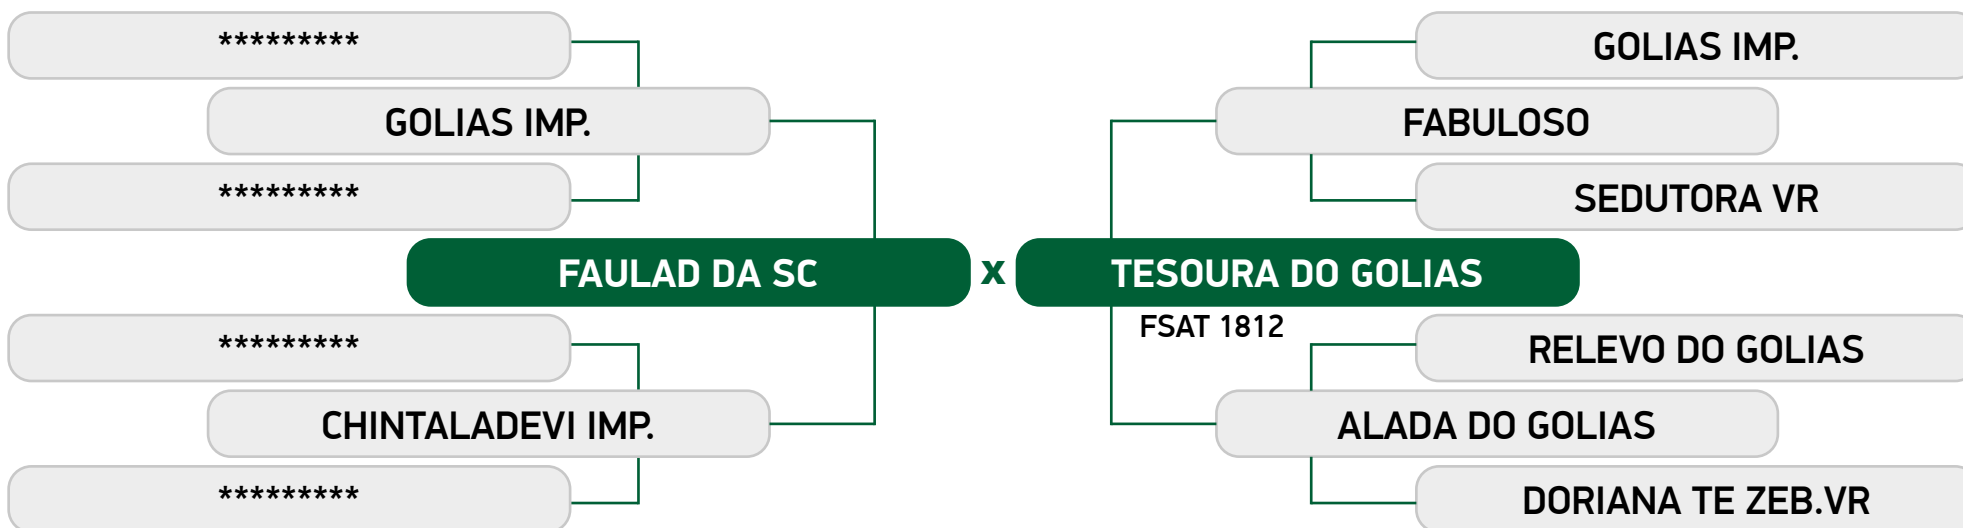 *********
GOLIAS IMP.
*********
FAULAD DA SC
*********
CHINTALADEVI IMP.
*********
x
GOLIAS IMP.
FABULOSO
SEDUTORA VR
TESOURA DO GOLIAS
FSAT 1812
RELEVO DO GOLIAS
ALADA DO GOLIAS
DORIANA TE ZEB.VR